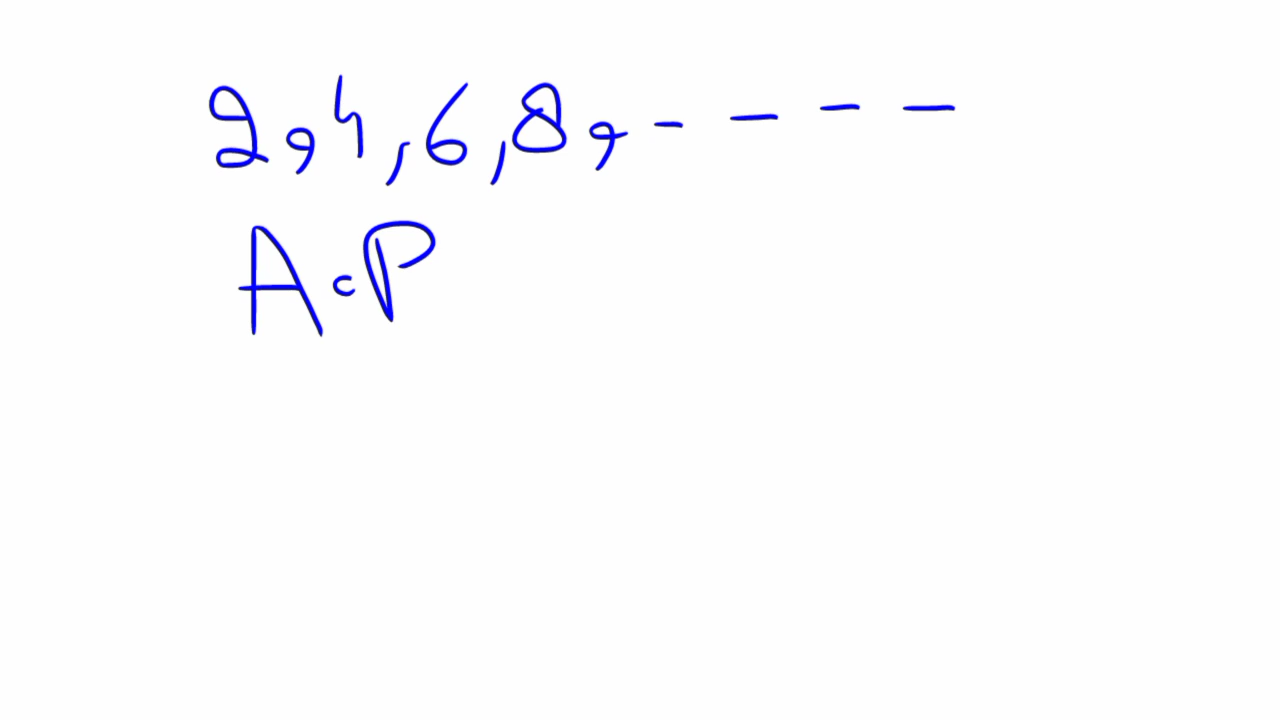 2, 4, 6, 8, - - - -
A.P